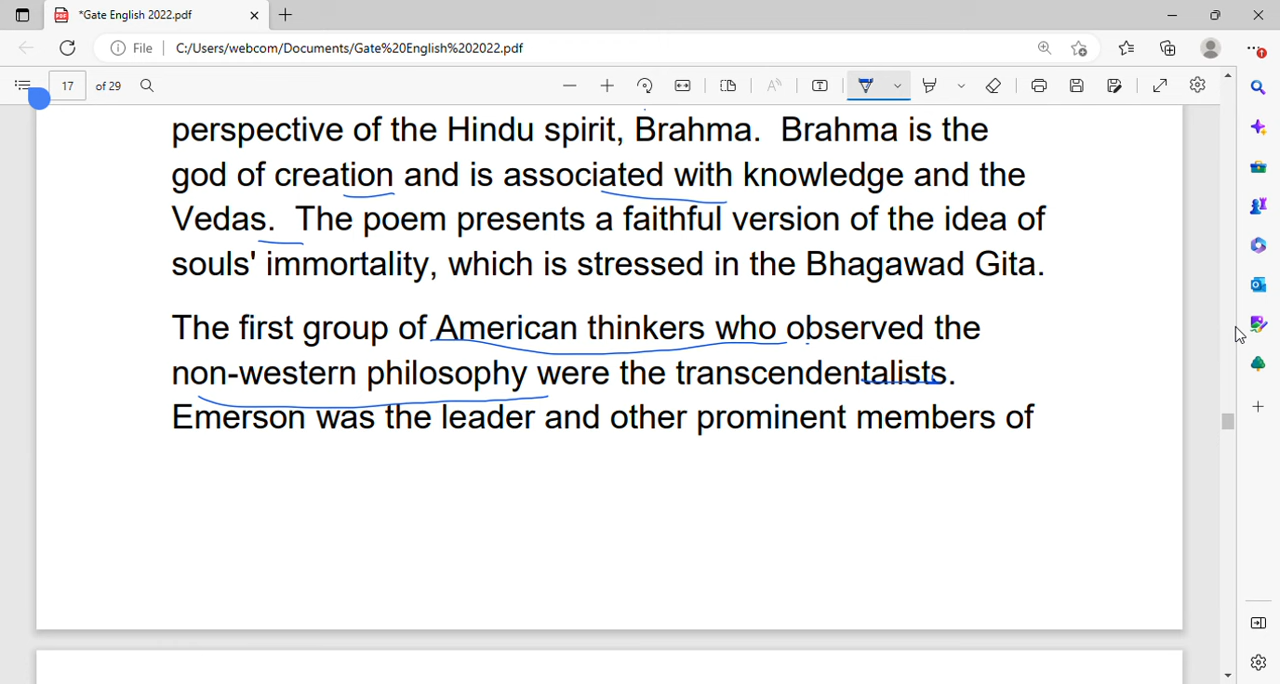 *Gate English 2022.pdf
File C:/Users/webcom/Documents/Gate%20English%202022.pdf
17 of 29
perspective of the Hindu spirit, Brahma. Brahma is the
god of creation and is associated with knowledge and the
Vedas. The poem presents a faithful version of the idea of
souls' immortality, which is stressed in the Bhagawad Gita.
The first group of American thinkers who observed the
non-western philosophy were the transcendentalists.
Emerson was the leader and other prominent members of